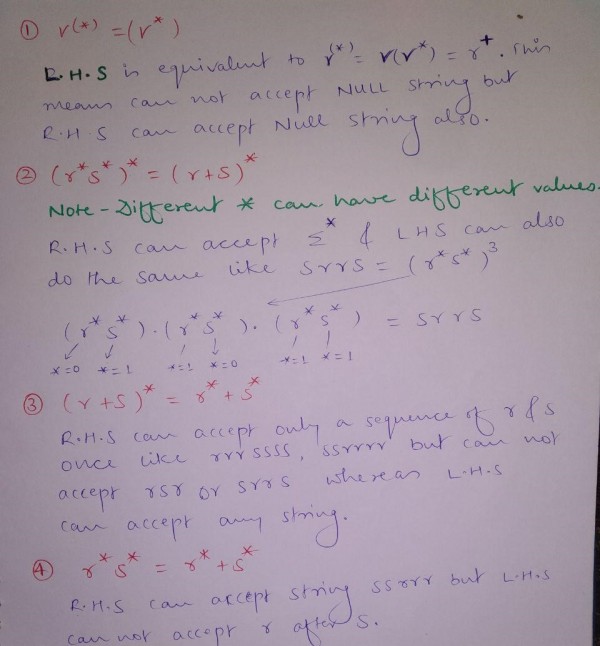 ① r(*) = (r*)
R.H.S is equivalent to r(*) = r(r*) = r+. This
means can not accept NULL string but
R.H.S can accept Null string also.
② (r*s*)* = (r+s)*
Note - Different * can have different values.
R.H.S can accept Σ* & LHS can also
do the same like srrs = (r*s*)³
(r*s*).(r*s*).(r*s*) = srrs
*=0 *=1 *=1 *=0 *=1 *=1
③ (r+s)* = r*+s*
R.H.S can accept only a sequence of r & s
once like rrrssss, ssrrrr but can not
accept rsr or srrs whereas L.H.S
can accept any string.
④ r*s* = r*+s*
R.H.S can accept string ssrrr but L.H.S
can not accept r after s.